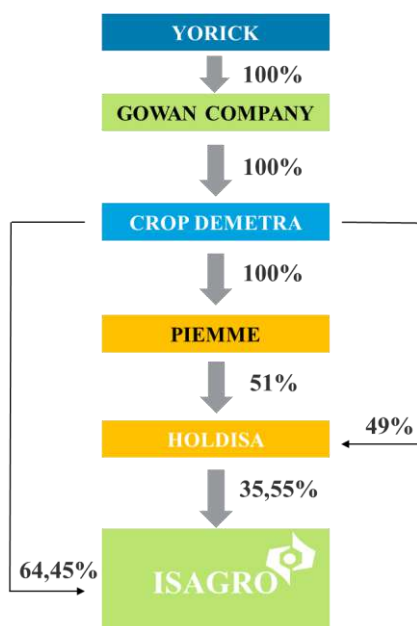 YORICK
100%
GOWAN COMPANY
100%
CROP DEMETRA
100%
PIEMME
51%
HOLDISA
49%
35,55%
64,45%
ISAGRO